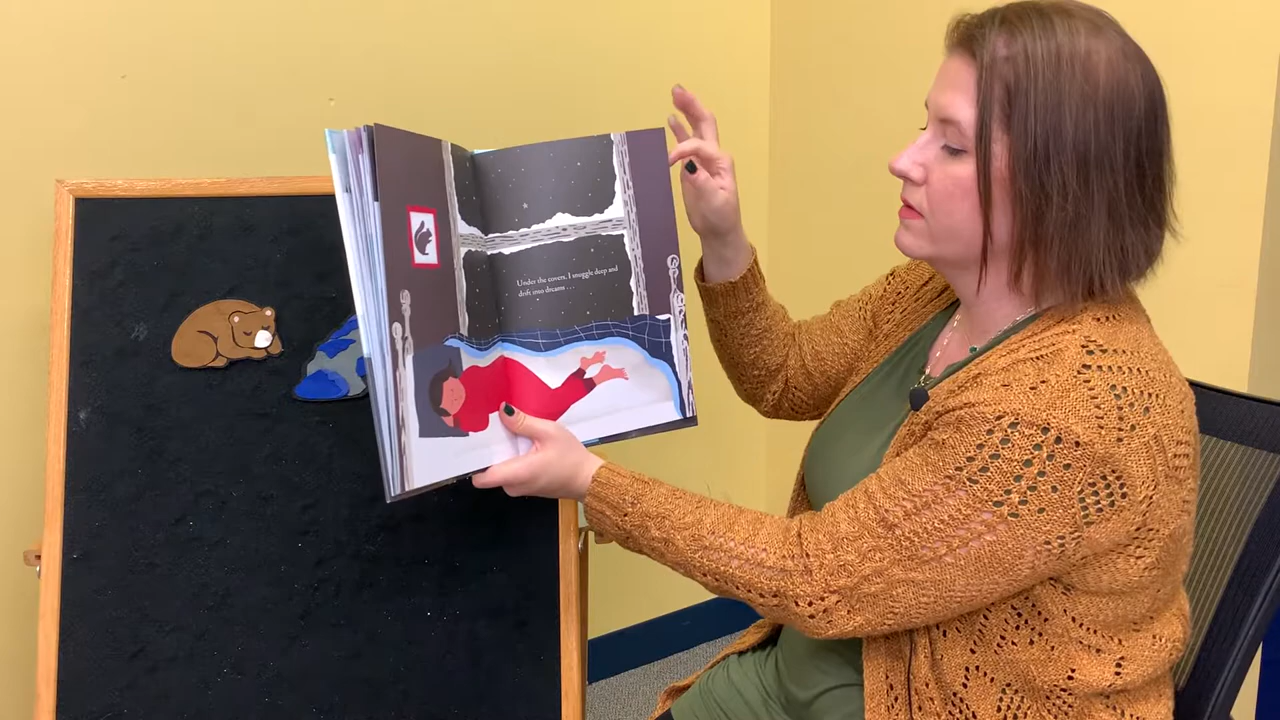 Under the covers, I snuggle deep and
drift into dreams . . .